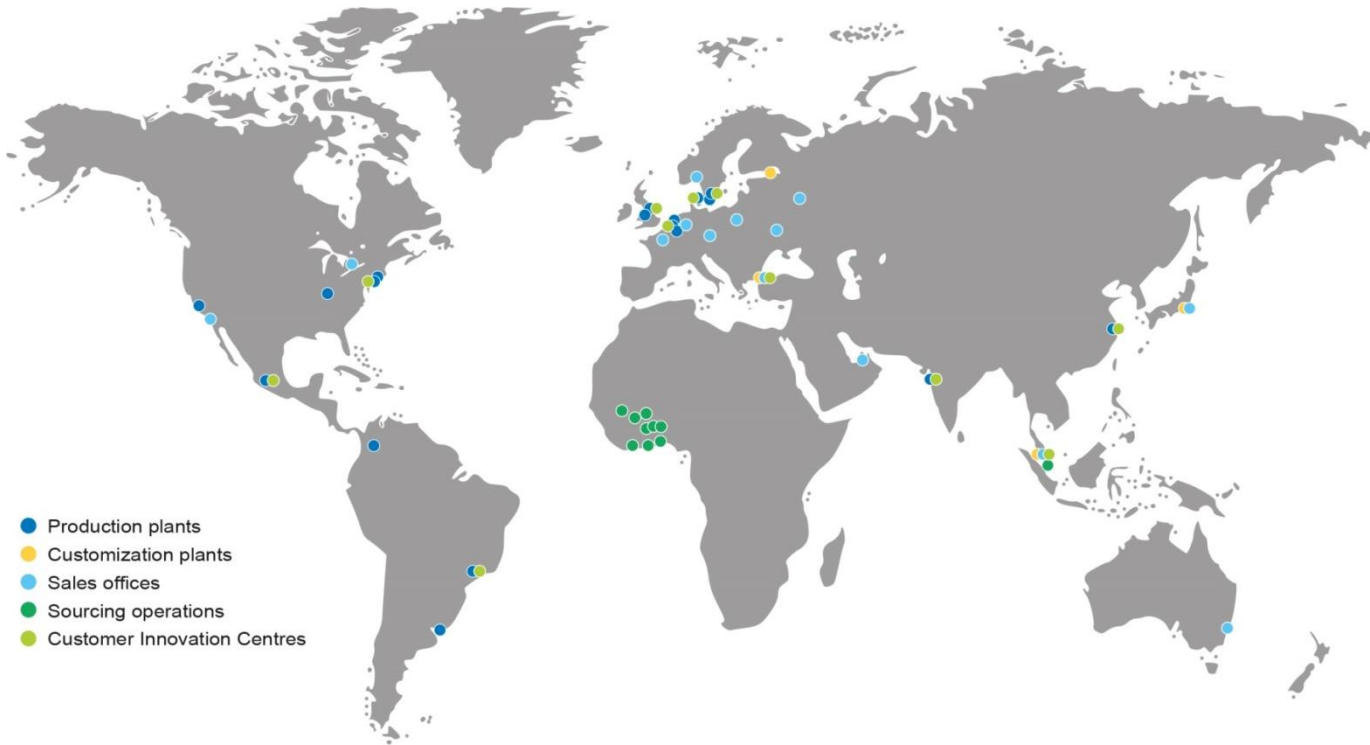 Production plants
Customization plants
Sales offices
Sourcing operations
Customer Innovation Centres